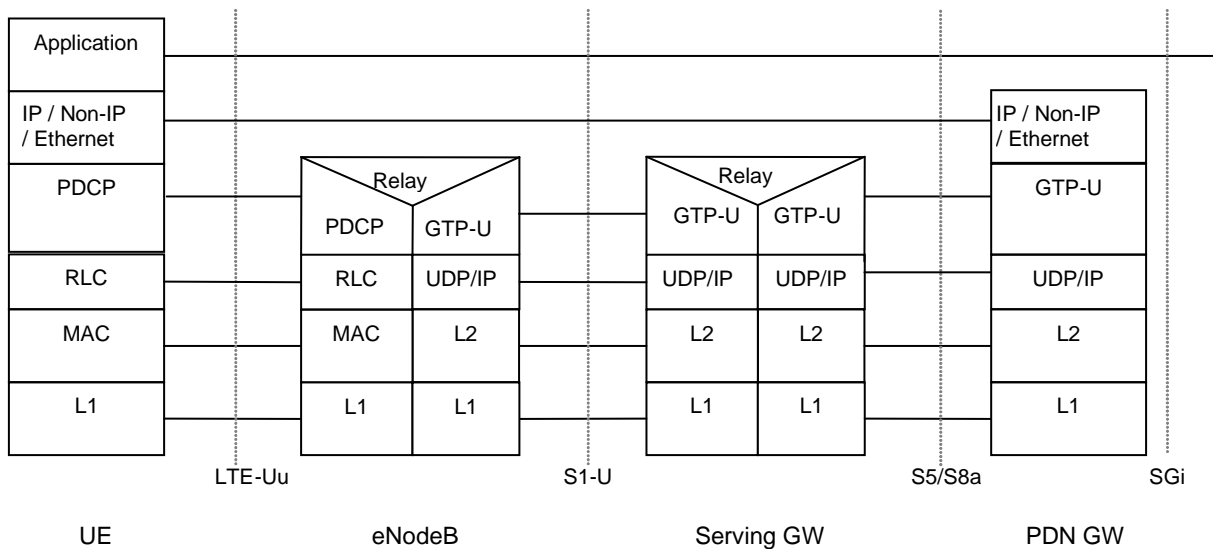 Application
IP / Non-IP
/ Ethernet
PDCP
RLC
MAC
L1
Relay
PDCP
GTP-U
RLC
UDP/IP
MAC
L2
L1
L1
Relay
GTP-U
GTP-U
UDP/IP
UDP/IP
L2
L2
L1
L1
IP / Non-IP
/ Ethernet
GTP-U
UDP/IP
L2
L1
LTE-Uu
S1-U
S5/S8a
SGi
UE
eNodeB
Serving GW
PDN GW